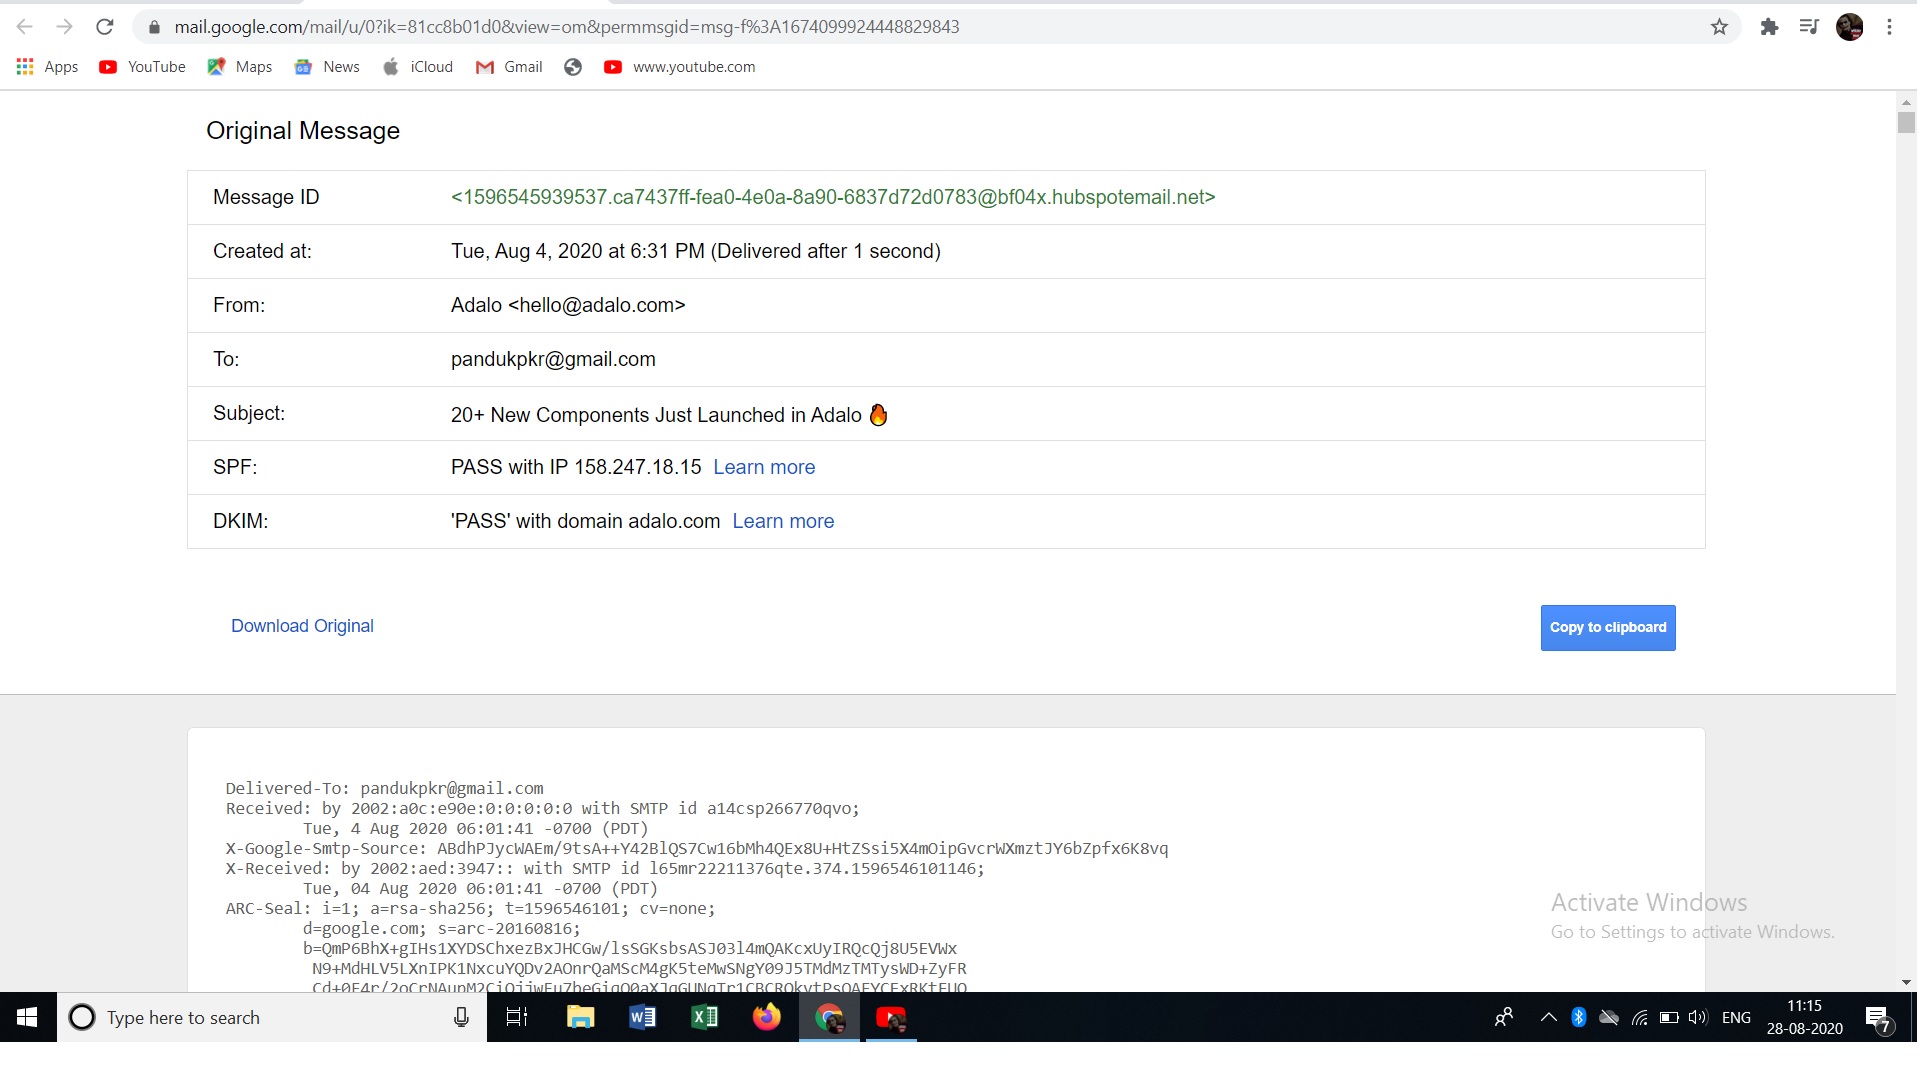 mail.google.com/mail/u/0?ik=81cc8b01d0&view=om&permmsgid=msg-f%3A1674099924448829843
Apps YouTube Maps News iCloud Gmail www.youtube.com
Original Message
Message ID <1596545939537.ca7437ff-fea0-4e0a-8a90-6837d72d0783@bf04x.hubspotemail.net>
Created at: Tue, Aug 4, 2020 at 6:31 PM (Delivered after 1 second)
From: Adalo <hello@adalo.com>
To: pandukpkr@gmail.com
Subject: 20+ New Components Just Launched in Adalo 🔥
SPF: PASS with IP 158.247.18.15 Learn more
DKIM: 'PASS' with domain adalo.com Learn more
Download Original Copy to clipboard
Delivered-To: pandukpkr@gmail.com
Received: by 2002:a0c:e90e:0:0:0:0:0 with SMTP id a14csp266770qvo;
Tue, 4 Aug 2020 06:01:41 -0700 (PDT)
X-Google-Smtp-Source: ABdhPJycWAEm/9tsA++Y42BlQS7Cw16bMh4QEx8U+HtZSsi5X4mOipGvcrWXmztJY6bZpfx6K8vq
X-Received: by 2002:aed:3947:: with SMTP id l65mr22211376qte.374.1596546101146;
Tue, 04 Aug 2020 06:01:41 -0700 (PDT)
ARC-Seal: i=1; a=rsa-sha256; t=1596546101; cv=none;
d=google.com; s=arc-20160816;
b=QmP6BhX+gIHs1XYDSChxezBxJHCGw/lsSGKsbsASJ03l4mQAKcxUyIRQcQj8U5EVWx
N9+MdHLV5LXnIPK1NxcuYQDv2AOnrQaMScM4gK5teMwSNgY09J5TMdMzTMTysWD+ZyFR
Activate Windows
Go to Settings to activate Windows.
Type here to search
ENG
11:15
28-08-2020
7